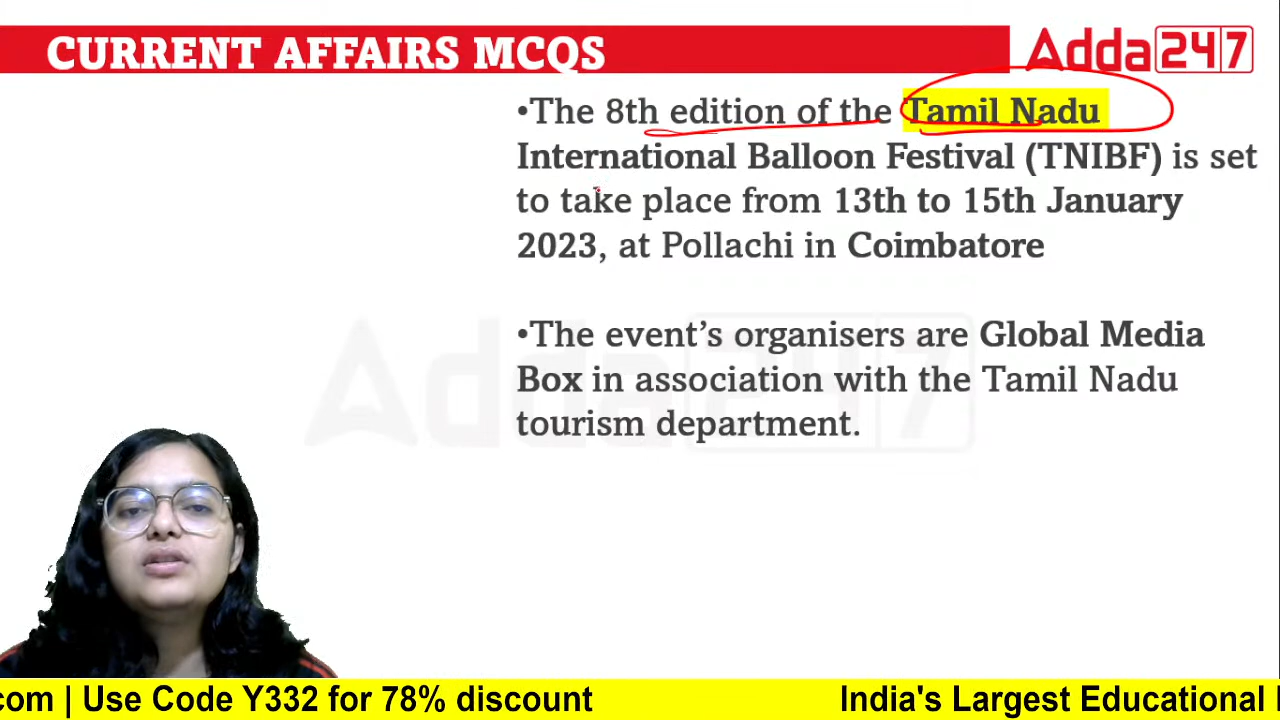 CURRENT AFFAIRS MCQS
Adda247
•The 8th edition of the Tamil Nadu
International Balloon Festival (TNIBF) is set
to take place from 13th to 15th January
2023, at Pollachi in Coimbatore
•The event’s organisers are Global Media
Box in association with the Tamil Nadu
tourism department.
Adda247
com | Use Code Y332 for 78% discount
India's Largest Educational